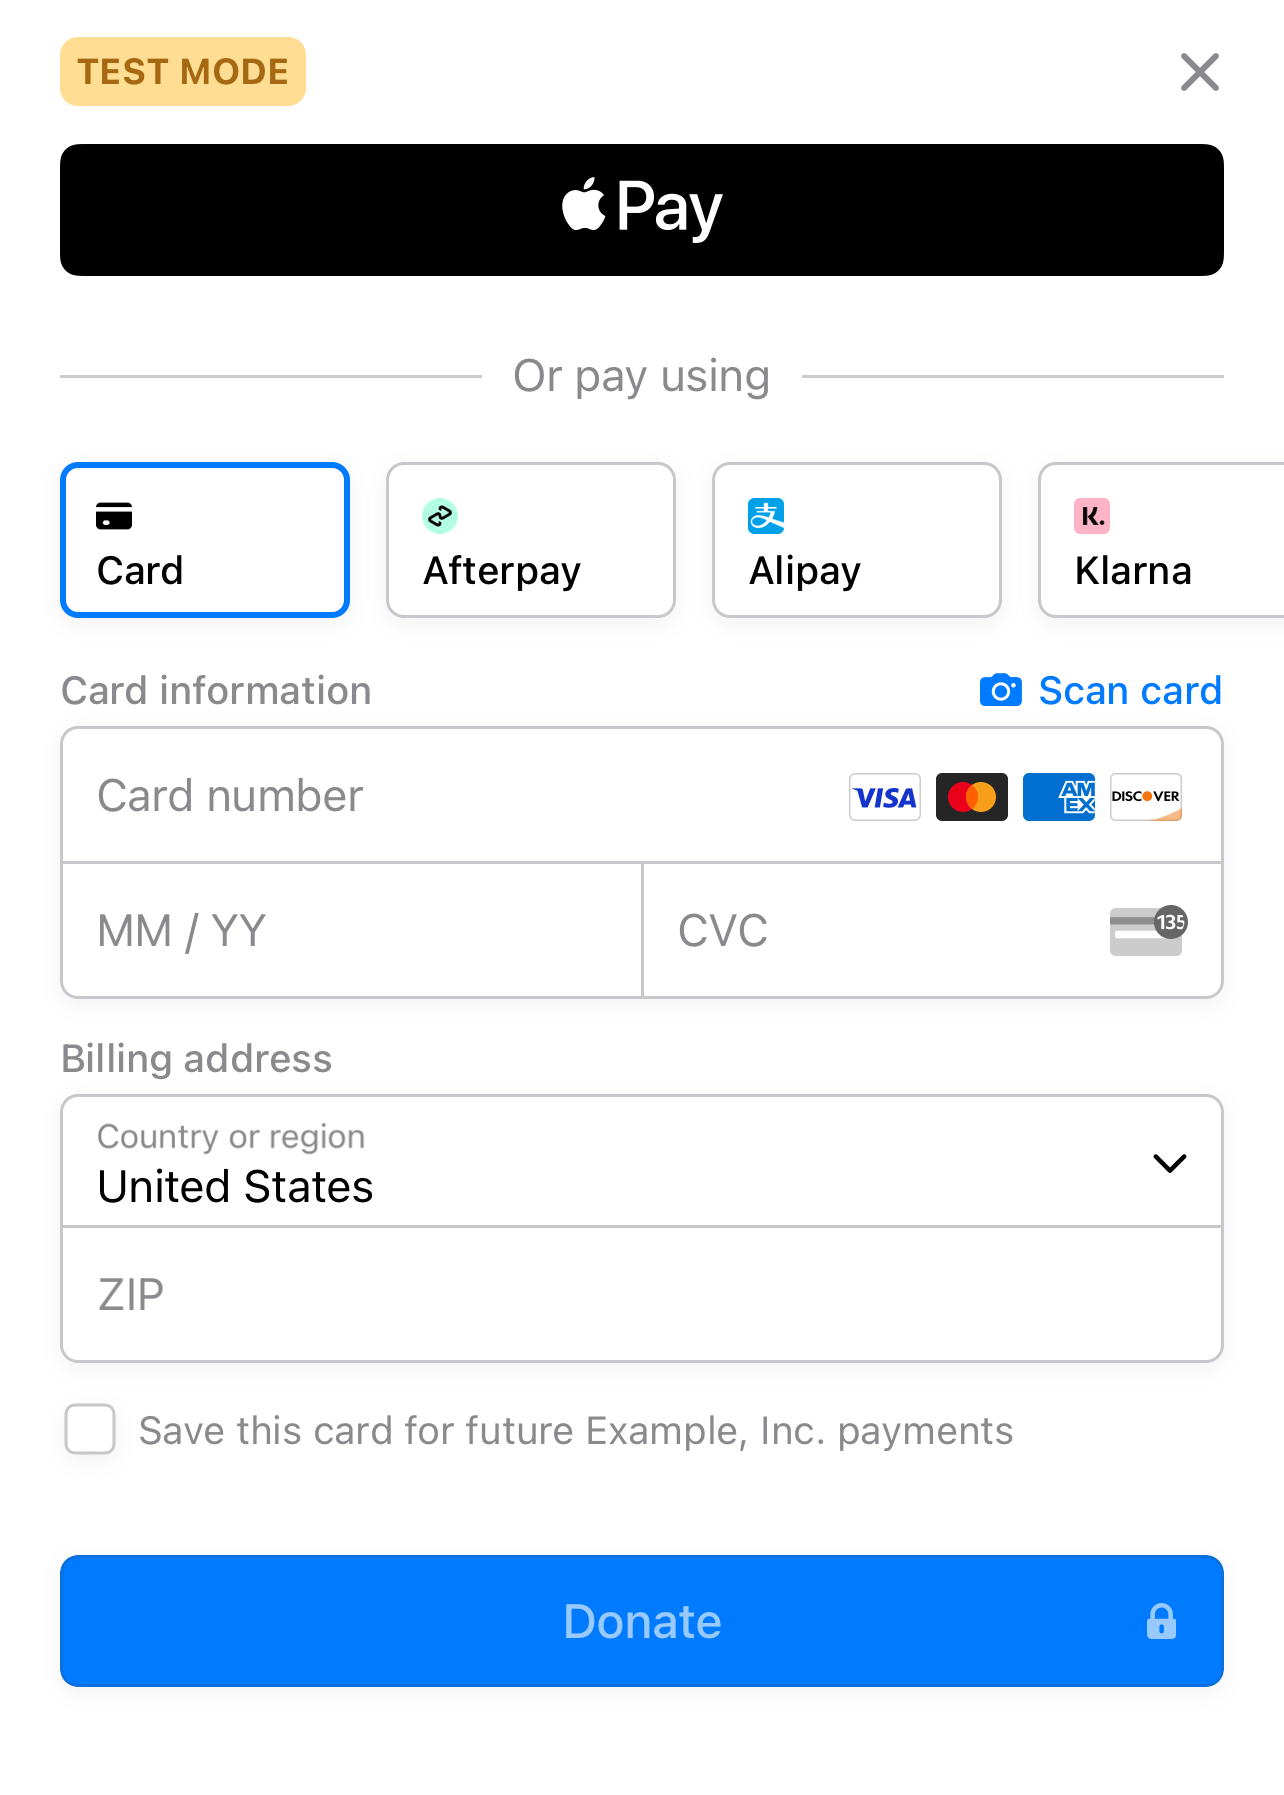 TEST MODE
Pay
Or pay using
Card
Afterpay
支 Alipay
K. Klarna
Card information
Scan card
Card number
VISA
AM
EX
DISCOVER
MM / YY
CVC
135
Billing address
Country or region
United States
ZIP
Save this card for future Example, Inc. payments
Donate